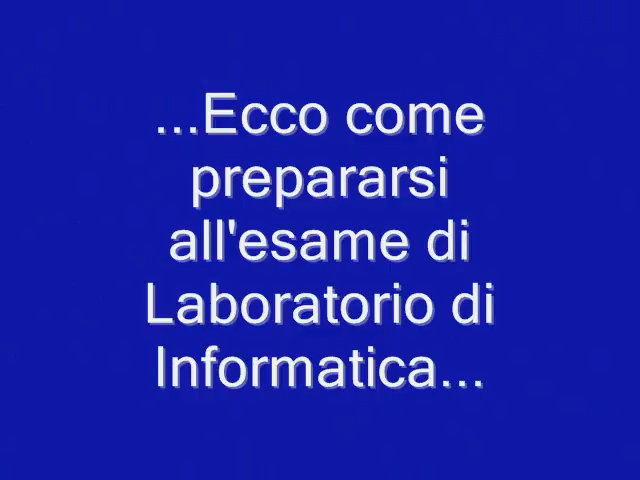 ...Ecco come
prepararsi
all'esame di
Laboratorio di
Informatica...